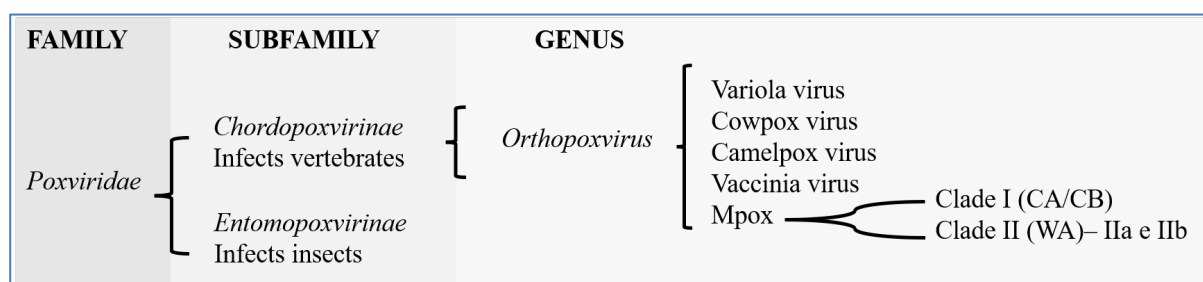 FAMILY SUBFAMILY GENUS
Poxviridae
Chordopoxvirinae
Infects vertebrates
Entomopoxvirinae
Infects insects
Orthopoxvirus
Variola virus
Cowpox virus
Camelpox virus
Vaccinia virus
Mpox
Clade I (CA/CB)
Clade II (WA)– IIa e IIb